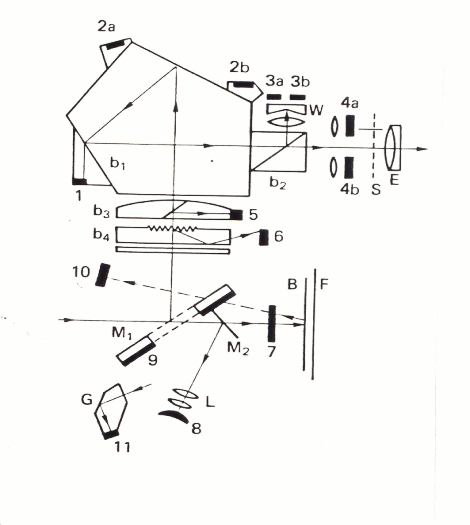 2a
2b
3a 3b
W
4a
b₁
b₂
4b S E
1
b₃
5
b₄
6
10
B F
M₁
M₂
9
7
G
L
8
11